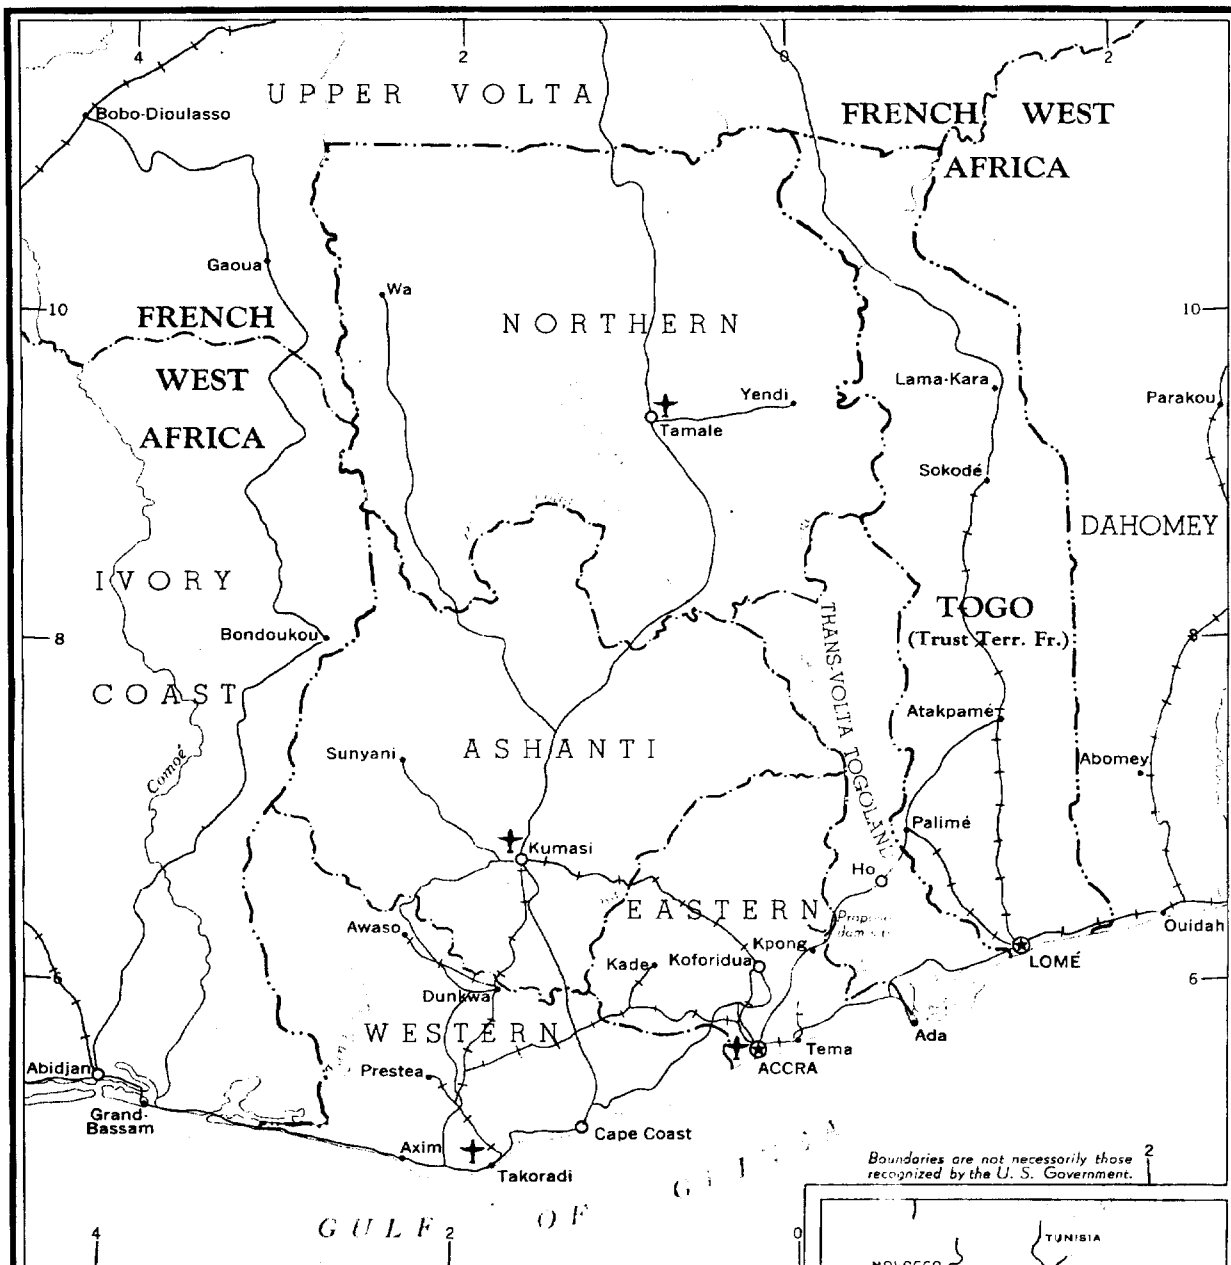 4
2
0
2
UPPER VOLTA
Bobo-Dioulasso
FRENCH WEST
AFRICA
Gaoua
Wa
10
10
FRENCH
NORTHERN
WEST
Lama-Kara
Yendi
Parakou
AFRICA
Tamale
Sokodé
DAHOMEY
IVORY
TOGO
(Trust Terr. Fr.)
8
8
Bondoukou
TRANS-VOLTA TOGOLAND
COAST
Atakpamé
Sunyani
ASHANTI
Abomey
Comoé
Palimé
Kumasi
Ho
EASTERN
Awaso
Ouidah
Kpong
Kade
Koforidua
LOMÉ
6
6
Dunkwa
WESTERN
Ada
Tema
Abidjan
Prestea
ACCRA
Grand-
Bassam
Cape Coast
Axim
Takoradi
Boundaries are not necessarily those
recognized by the U. S. Government.
2
GULF OF
4
2
0
TUNISIA